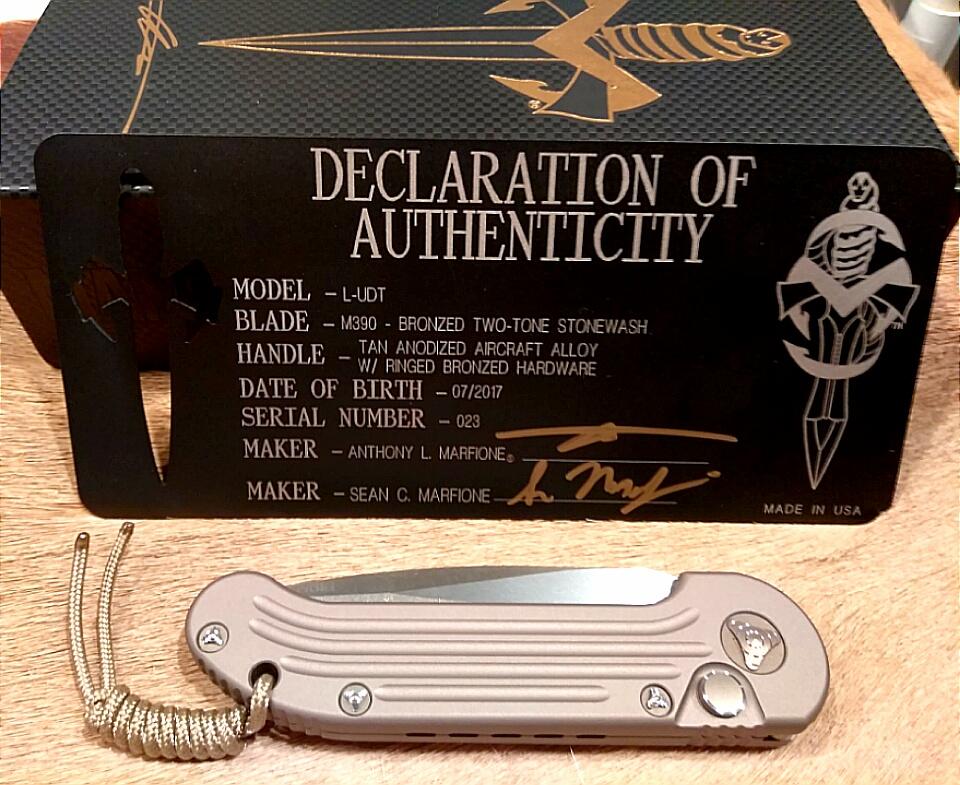 DECLARATION OF
AUTHENTICITY
MODEL – L-UDT
BLADE – M390 - BRONZED TWO-TONE STONEWASH
HANDLE – TAN ANODIZED AIRCRAFT ALLOY
W/ RINGED BRONZED HARDWARE
DATE OF BIRTH – 07/2017
SERIAL NUMBER – 023
MAKER – ANTHONY L. MARFIONE®
MAKER – SEAN C. MARFIONE
TM
MADE IN USA